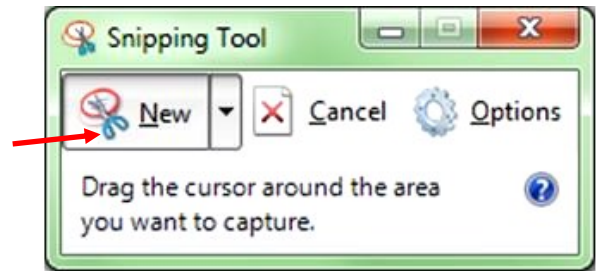 Snipping Tool
New Cancel Options
Drag the cursor around the area
you want to capture.